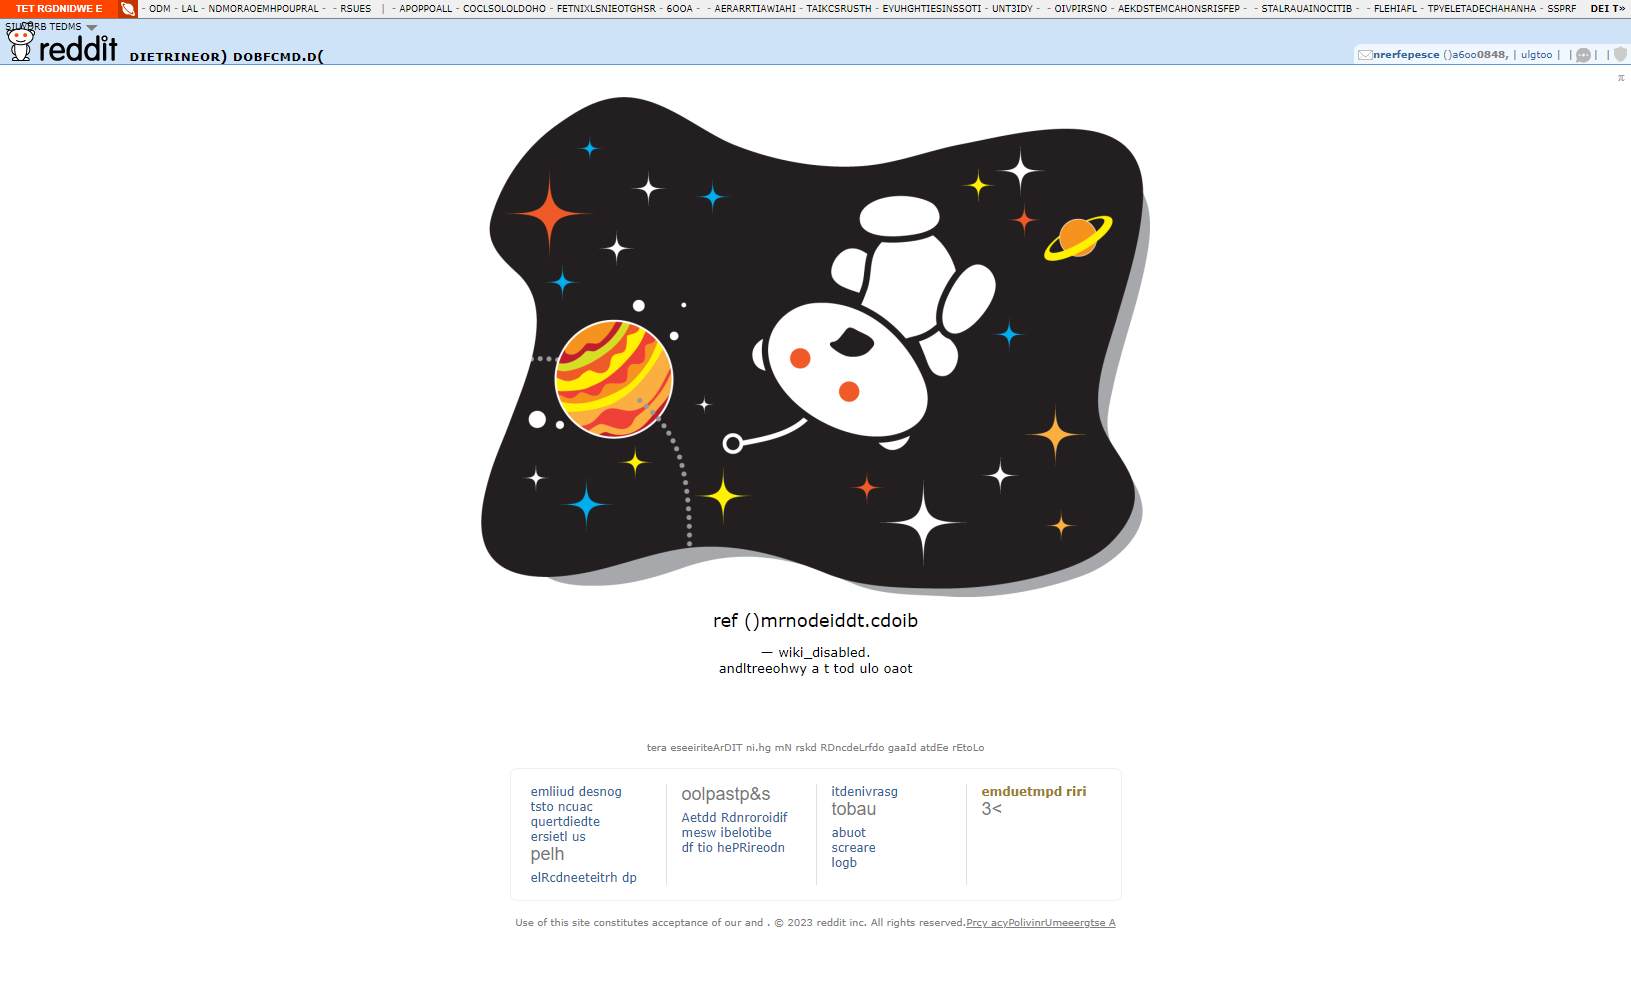 TET RGDNIDWE E - ODM - LAL - NDMORAOEMHPOUPRAL - - RSUES | - APOPPOALL - COCLSOLOLDOHO - FETNIXLSNIEOTGHSR - 6OOA - - AERARRTIAWIAHI - TAIKCSRUSTH - EYUHGHTIESINSSOTI - UNT3IDY - - OIVPIRSNO - AEKDSTEMCAHONSRISFEP - - STALRAUAINOCITIB - - FLEHIAFL - TPYELETADECHAHANHA - SSPRF DEI T»
TEDMS
reddit DIETRINEOR) DOBFCMD.D( nrerfepesce ()a6oo0848, | ulgtoo | | | |
π
ref ()mrnodeiddt.cdoib
— wiki_disabled.
andltreeohwy a t tod ulo oaot
tera eseeiriteArDIT ni.hg mN rskd RDncdeLrfdo gaaId atdEe rEtoLo
emliiud desnog
tsto ncuac
quertdiedte
ersietl us
pelh
elRcdneeteitrh dp
oolpastp&s
Aetdd Rdnroroidif
mesw ibelotibe
df tio hePRireodn
itdenivrasg
tobau
abuot
screare
logb
emduetmpd riri
3<
Use of this site constitutes acceptance of our and . © 2023 reddit inc. All rights reserved.Prcy acyPolivinrUmeeergtse A